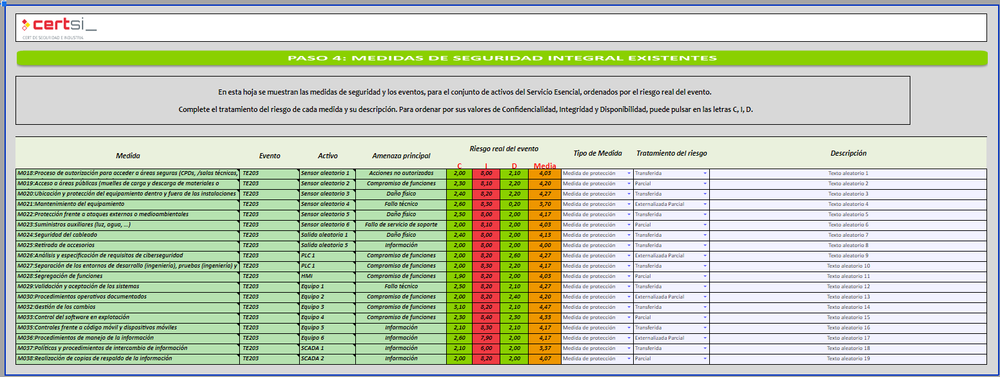 certsi_
CERT DE SEGURIDAD E INDUSTRIA
PASO 4: MEDIDAS DE SEGURIDAD INTEGRAL EXISTENTES
En esta hoja se muestran las medidas de seguridad y los eventos, para el conjunto de activos del Servicio Esencial, ordenados por el riesgo real del evento.
Complete el tratamiento del riesgo de cada medida y su descripción. Para ordenar por sus valores de Confidencialidad, Integridad y Disponibilidad, puede pulsar en las letras C, I, D.
Medida Evento Activo Amenaza principal Riesgo real del evento Tipo de Medida Tratamiento del riesgo Descripción
C I D Media
M018:Proceso de autorización para acceder a áreas seguras (CPDs, /salas técnicas, TE203 Sensor aleatorio 1 Acciones no autorizadas 2,00 8,00 2,10 4,03 Medida de protección Transferida Texto aleatorio 1
M019:Acceso a áreas públicas (muelles de carga y descarga de materiales o TE203 Sensor aleatorio 2 Compromiso de funciones 2,30 8,10 2,20 4,20 Medida de protección Parcial Texto aleatorio 2
M020:Ubicación y protección del equipamiento dentro y fuera de las instalaciones TE203 Sensor aleatorio 3 Daño físico 2,40 8,20 2,20 4,27 Medida de protección Transferida Texto aleatorio 3
M021:Mantenimiento del equipamiento TE203 Sensor aleatorio 4 Fallo técnico 2,60 8,30 0,20 3,70 Medida de protección Externalizada Parcial Texto aleatorio 4
M022:Protección frente a ataques externos o medioambientales TE203 Sensor aleatorio 5 Daño físico 2,50 8,00 2,00 4,17 Medida de protección Transferida Texto aleatorio 5
M023:Suministros auxiliares (luz, agua, ...) TE203 Sensor aleatorio 6 Fallo de servicio de soporte 2,00 8,10 2,00 4,03 Medida de protección Parcial Texto aleatorio 6
M024:Seguridad del cableado TE203 Salida aleatoria 1 Daño físico 2,40 8,00 2,00 4,13 Medida de protección Transferida Texto aleatorio 7
M025:Retirada de accesorios TE203 Salida aleatoria 5 Información 2,00 8,00 2,00 4,00 Medida de protección Transferida Texto aleatorio 8
M026:Análisis y especificación de requisitos de ciberseguridad TE203 PLC 1 Compromiso de funciones 2,00 8,20 2,60 4,27 Medida de protección Externalizada Parcial Texto aleatorio 9
M027:Separación de los entornos de desarrollo (ingeniería), pruebas (ingeniería) y TE203 PLC 1 Compromiso de funciones 2,00 8,30 2,20 4,17 Medida de protección Transferida Texto aleatorio 10
M028:Segregación de funciones TE203 HMI Compromiso de funciones 1,90 8,20 2,00 4,03 Medida de protección Parcial Texto aleatorio 11
M029:Validación y aceptación de los sistemas TE203 Equipo 1 Fallo técnico 2,50 8,20 2,10 4,27 Medida de protección Transferida Texto aleatorio 12
M030:Procedimientos operativos documentados TE203 Equipo 2 Compromiso de funciones 2,00 8,20 2,40 4,20 Medida de protección Externalizada Parcial Texto aleatorio 13
M032:Gestión de los cambios TE203 Equipo 3 Compromiso de funciones 3,10 8,20 2,10 4,47 Medida de protección Transferida Texto aleatorio 14
M033:Control del software en explotación TE203 Equipo 4 Compromiso de funciones 2,30 8,40 2,30 4,33 Medida de protección Parcial Texto aleatorio 15
M035:Controles frente a código móvil y dispositivos móviles TE203 Equipo 5 Información 2,10 8,30 2,10 4,17 Medida de protección Transferida Texto aleatorio 16
M036:Procedimientos de manejo de la información TE203 Equipo 6 Información 2,60 7,90 2,00 4,17 Medida de protección Externalizada Parcial Texto aleatorio 17
M037:Políticas y procedimientos de intercambio de información TE203 SCADA 1 Información 2,10 6,00 2,00 3,37 Medida de protección Transferida Texto aleatorio 18
M038:Realización de copias de respaldo de la información TE203 SCADA 2 Información 2,00 8,20 2,00 4,07 Medida de protección Parcial Texto aleatorio 19